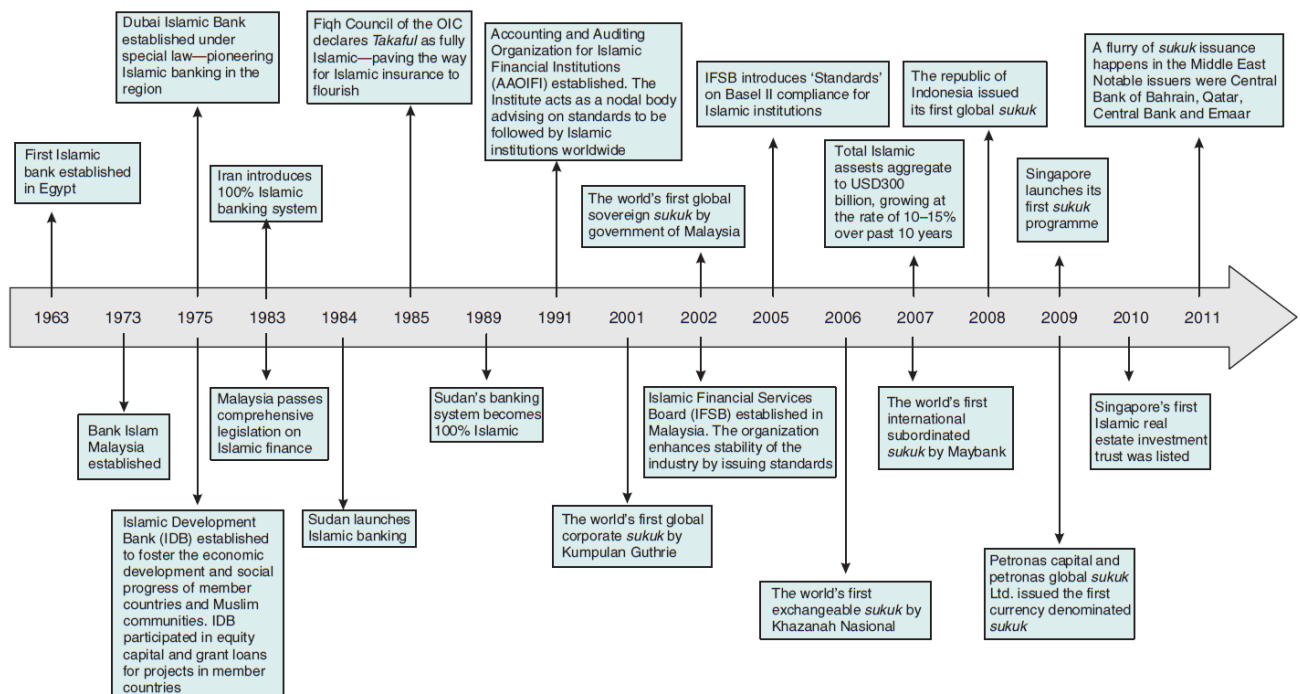 Dubai Islamic Bank
established under
special law—pioneering
Islamic banking in the
region
Fiqh Council of the OIC
declares Takaful as fully
Islamic—paving the way
for Islamic insurance to
flourish
Accounting and Auditing
Organization for Islamic
Financial Institutions
(AAOIFI) established. The
Institute acts as a nodal body
advising on standards to be
followed by Islamic
institutions worldwide
IFSB introduces ‘Standards’
on Basel II compliance for
Islamic institutions
The republic of
Indonesia issued
its first global sukuk
A flurry of sukuk issuance
happens in the Middle East
Notable issuers were Central
Bank of Bahrain, Qatar,
Central Bank and Emaar
First Islamic
bank established
in Egypt
Iran introduces
100% Islamic
banking system
The world’s first global
sovereign sukuk by
government of Malaysia
Total Islamic
assests aggregate
to USD300
billion, growing at
the rate of 10–15%
over past 10 years
Singapore
launches its
first sukuk
programme
1963 1973 1975 1983 1984 1985 1989 1991 2001 2002 2005 2006 2007 2008 2009 2010 2011
Bank Islam
Malaysia
established
Malaysia passes
comprehensive
legislation on
Islamic finance
Sudan’s banking
system becomes
100% Islamic
Islamic Financial Services
Board (IFSB) established in
Malaysia. The organization
enhances stability of the
industry by issuing standards
The world’s first
international
subordinated
sukuk by Maybank
Singapore’s first
Islamic real
estate investment
trust was listed
Islamic Development
Bank (IDB) established
to foster the economic
development and social
progress of member
countries and Muslim
communities. IDB
participated in equity
capital and grant loans
for projects in member
countries
Sudan launches
Islamic banking
The world’s first global
corporate sukuk by
Kumpulan Guthrie
The world’s first
exchangeable sukuk by
Khazanah Nasional
Petronas capital and
petronas global sukuk
Ltd. issued the first
currency denominated
sukuk